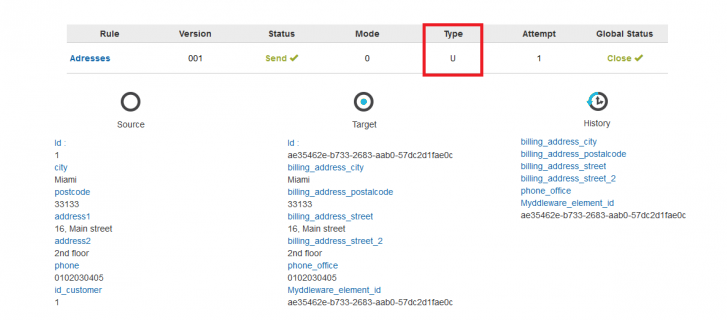 Rule Version Status Mode Type Attempt Global Status
Adresses 001 Send 0 U 1 Close
Source
Id :
1
city
Miami
postcode
33133
address1
16, Main street
address2
2nd floor
phone
0102030405
id_customer
1
Target
Id :
ae35462e-b733-2683-aab0-57dc2d1fae0c
billing_address_city
Miami
billing_address_postalcode
33133
billing_address_street
16, Main street
billing_address_street_2
2nd floor
phone_office
0102030405
Myddleware_element_id
ae35462e-b733-2683-aab0-57dc2d1fae0c
History
billing_address_city
billing_address_postalcode
billing_address_street
billing_address_street_2
phone_office
Myddleware_element_id
ae35462e-b733-2683-aab0-57dc2d1fae0c